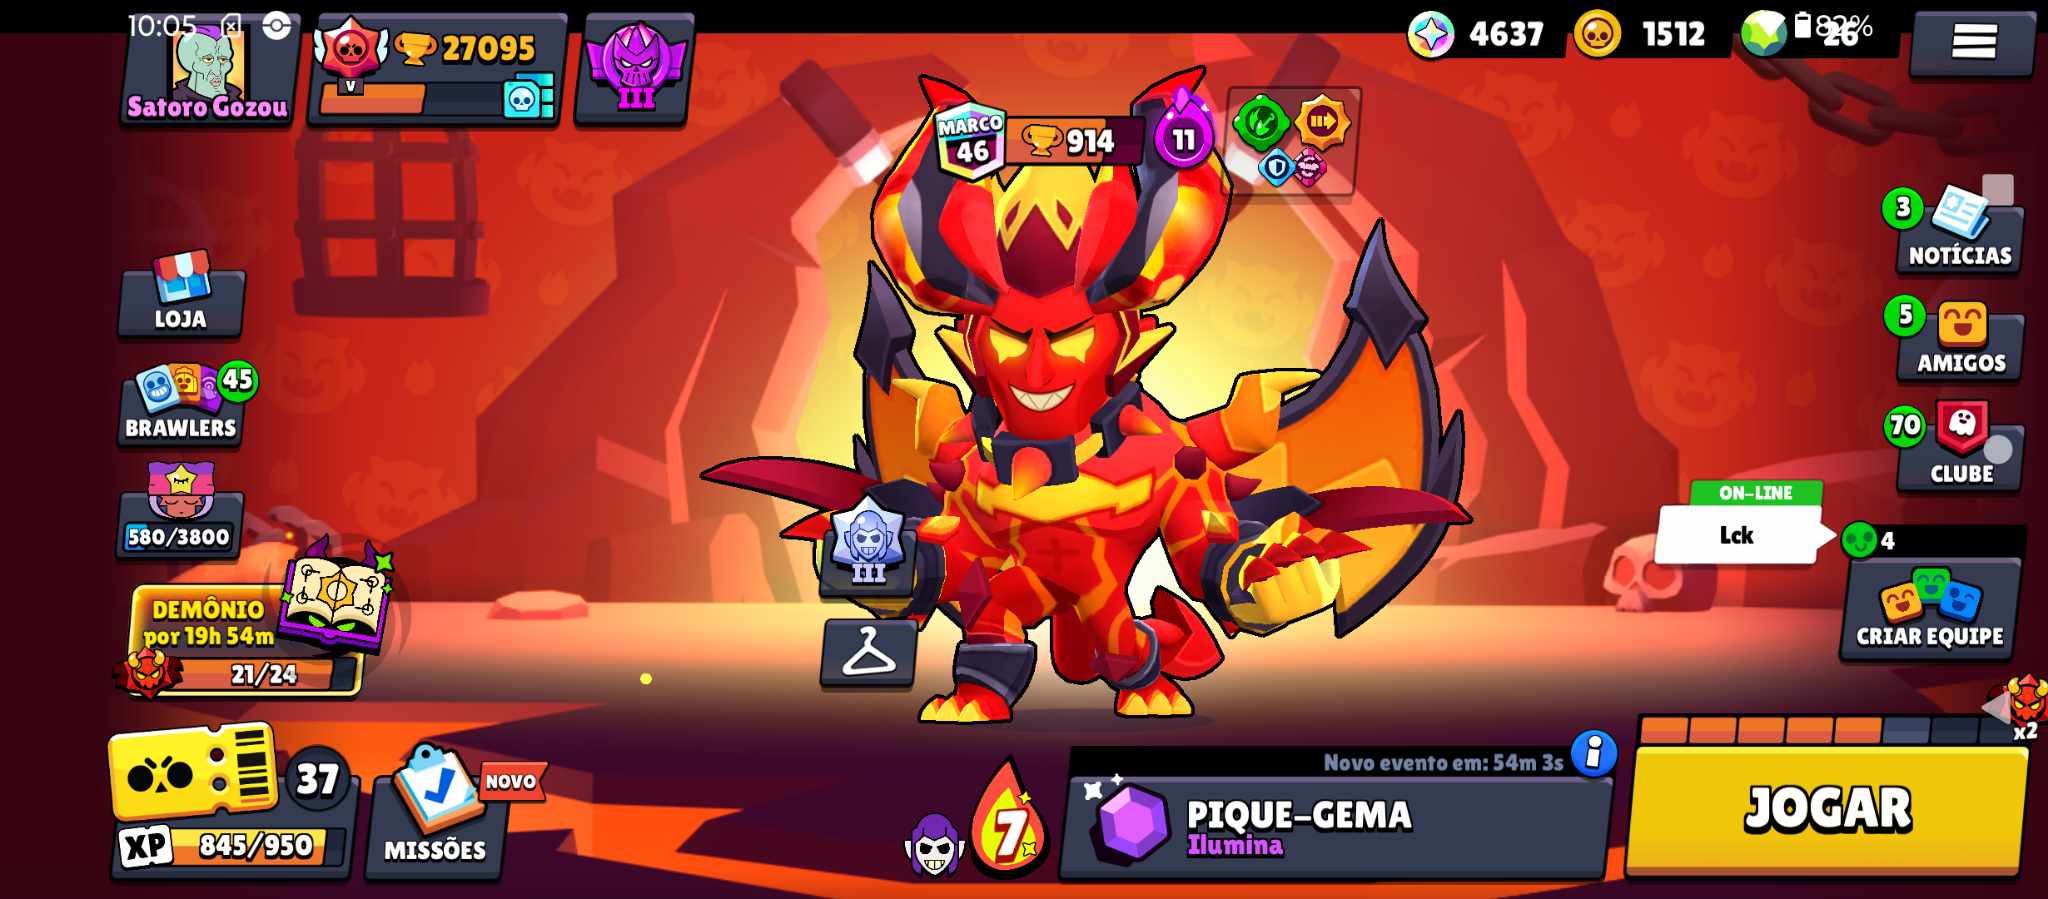 10:05
82%
Satoro Gozou
V
27095
III
4637
1512
26
MARCO
46
914
11
3
NOTÍCIAS
LOJA
5
AMIGOS
45
BRAWLERS
70
CLUBE
580/3800
ON-LINE
Lck
4
III
DEMÔNIO
por 19h 54m
21/24
CRIAR EQUIPE
x2
37
XP
845/950
NOVO
MISSÕES
7
Novo evento em: 54m 3s
i
PIQUE-GEMA
Ilumina
JOGAR